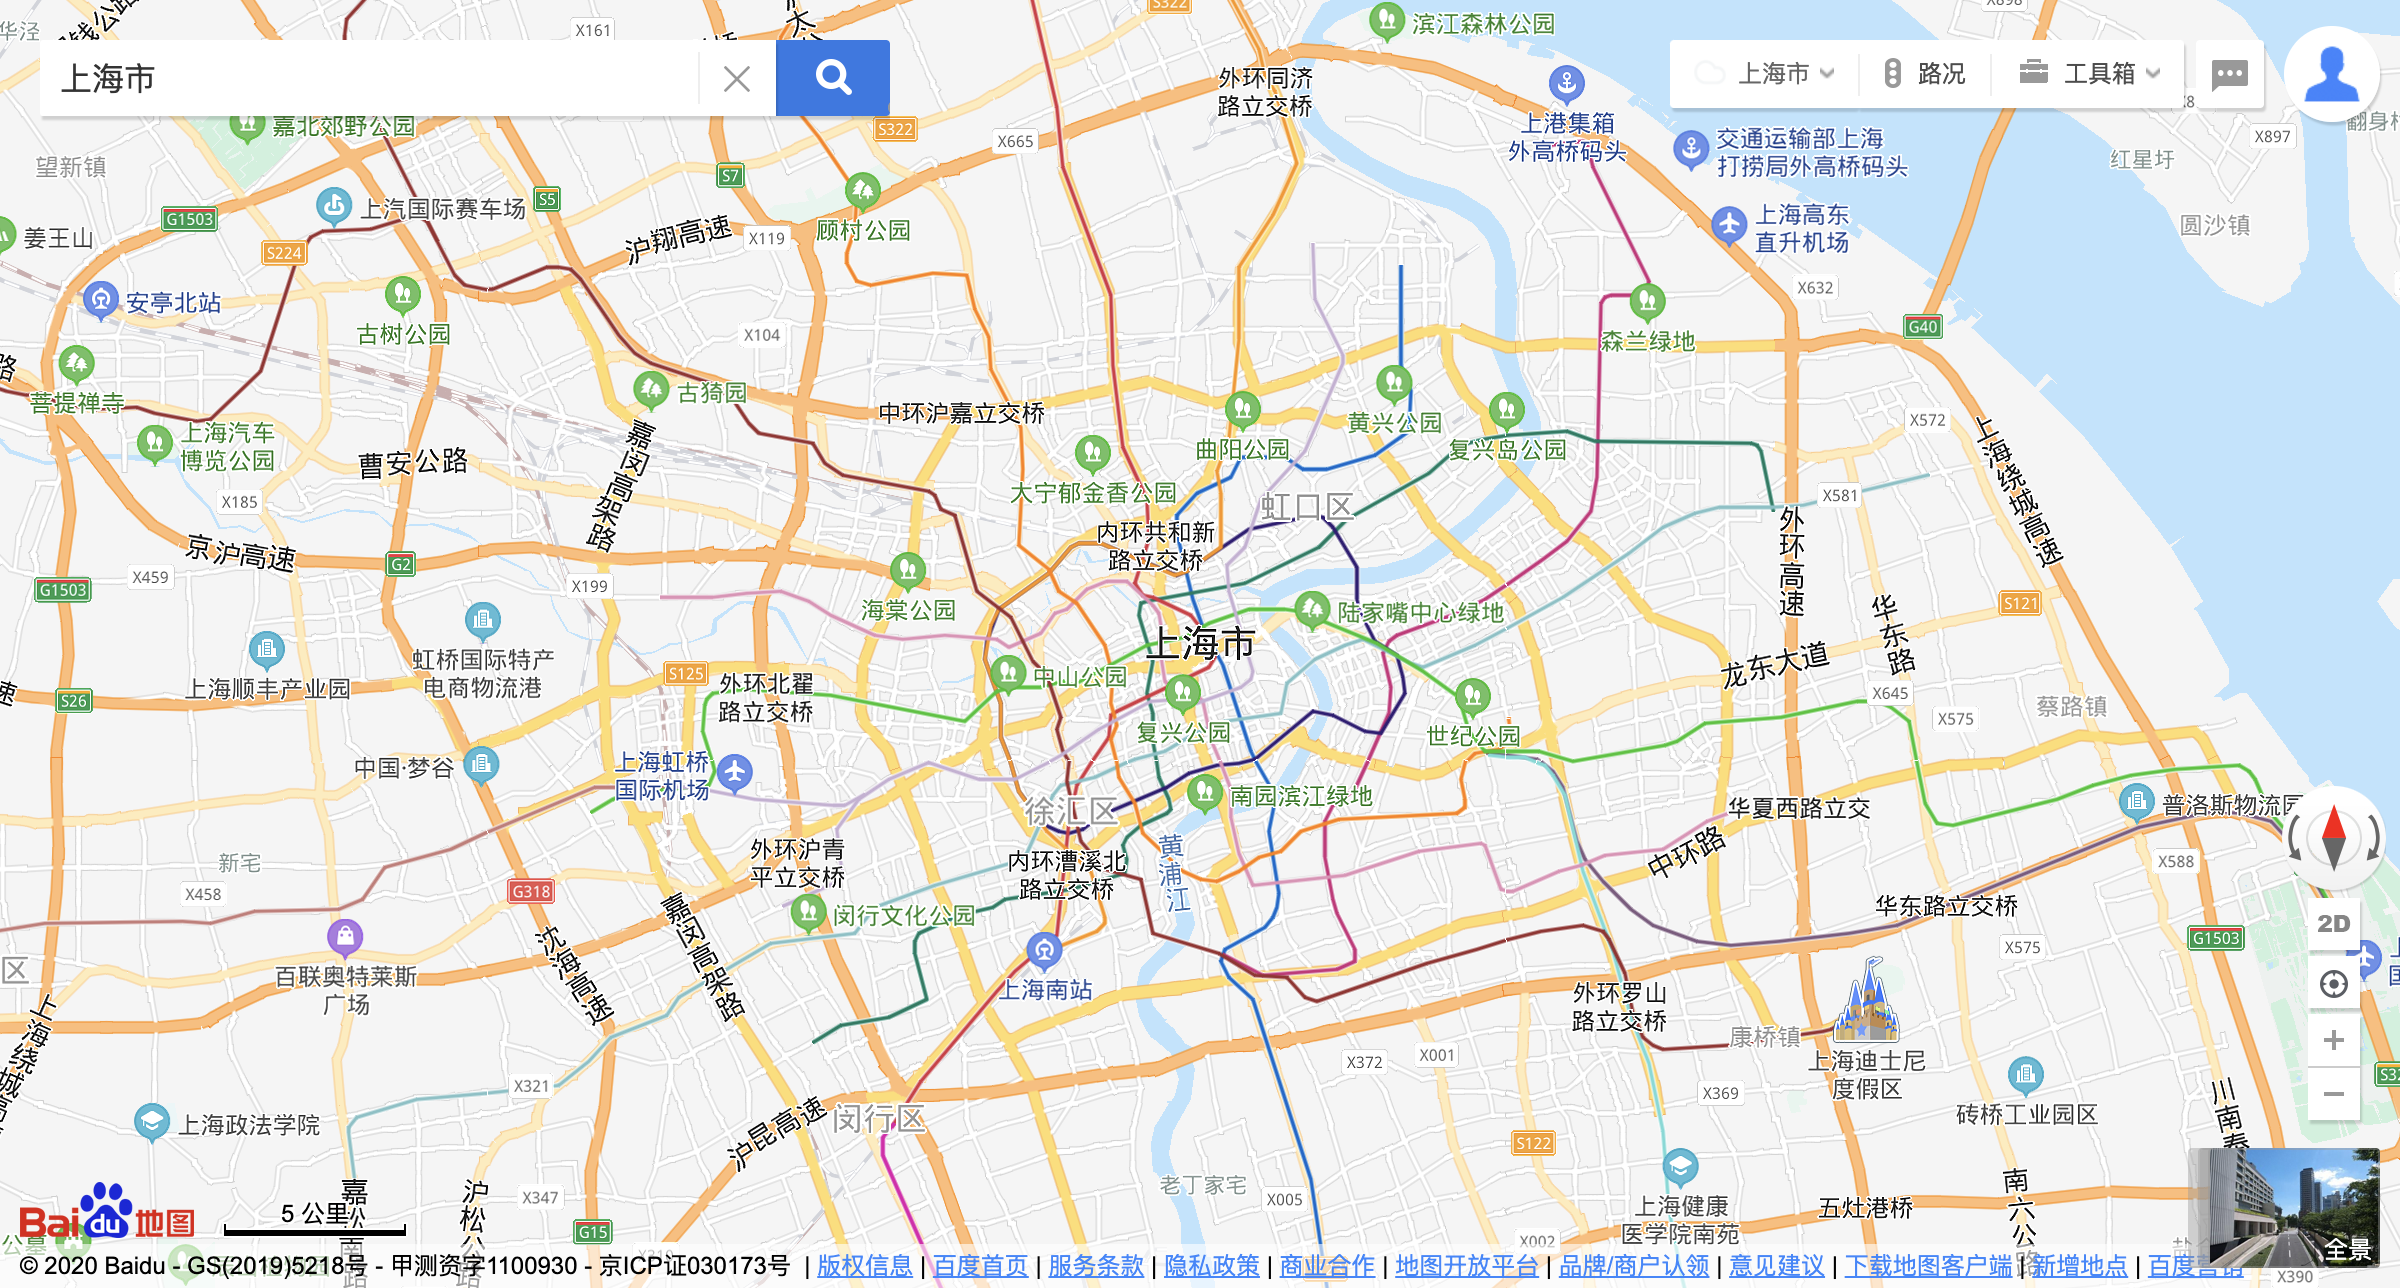 S322
X898
华泾
X161
滨江森林公园
上海市
外环同济
路立交桥
上海市
路况
工具箱
嘉北郊野公园
S322
X665
上港集箱
外高桥码头
交通运输部上海
打捞局外高桥码头
X8
X897
翻身村
红星圩
望新镇
S7
G1503
上汽国际赛车场
S5
顾村公园
沪翔高速
X119
上海高东
直升机场
圆沙镇
姜王山
S224
安亭北站
X632
古树公园
X104
森兰绿地
G40
路
菩提禅寺
古猗园
中环沪嘉立交桥
黄兴公园
曲阳公园
复兴岛公园
X572
上海绕城高速
上海汽车
博览公园
曹安公路
嘉闵高架路
大宁郁金香公园
虹口区
X185
X581
京沪高速
内环共和新
路立交桥
外环高速
G2
X459
G1503
X199
海棠公园
陆家嘴中心绿地
S121
华东路
上海市
虹桥国际特产
电商物流港
上海顺丰产业园
S125
中山公园
龙东大道
外环北翟
路立交桥
速
S26
X645
X575
蔡路镇
复兴公园
世纪公园
中国·梦谷
上海虹桥
国际机场
南园滨江绿地
徐汇区
华夏西路立交
普洛斯物流园
中环路
新宅
外环沪青
平立交桥
内环漕溪北
路立交桥
黄浦江
X588
X458
G318
闵行文化公园
华东路立交桥
2D
嘉闵高架路
沈海高速
G1503
X575
区
百联奥特莱斯
广场
上海南站
外环罗山
路立交桥
上海绕城高
康桥镇
X372
X001
上海迪士尼
度假区
X321
X369
砖桥工业园区
S32
川南奉
上海政法学院
闵行区
沪昆高速
S122
老丁家宅
上海健康
医学院南苑
X347
X005
五灶港桥
南六公路
嘉松公南路
沪松公路
Bai du 地图
5 公里
G15
公墓
X002
全景
X390
© 2020 Baidu - GS(2019)5218号 - 甲测资字1100930 - 京ICP证030173号 | 版权信息 | 百度首页 | 服务条款 | 隐私政策 | 商业合作 | 地图开放平台 | 品牌/商户认领 | 意见建议 | 下载地图客户端 | 新增地点 | 百度营销